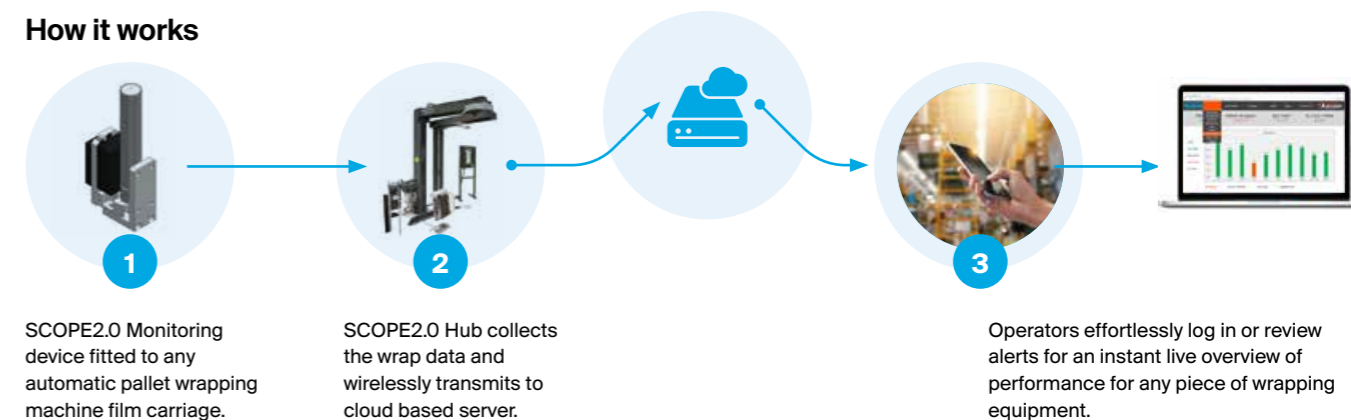 How it works
1
2
3
SCOPE2.0 Monitoring
device fitted to any
automatic pallet wrapping
machine film carriage.
SCOPE2.0 Hub collects
the wrap data and
wirelessly transmits to
cloud based server.
Operators effortlessly log in or review
alerts for an instant live overview of
performance for any piece of wrapping
equipment.